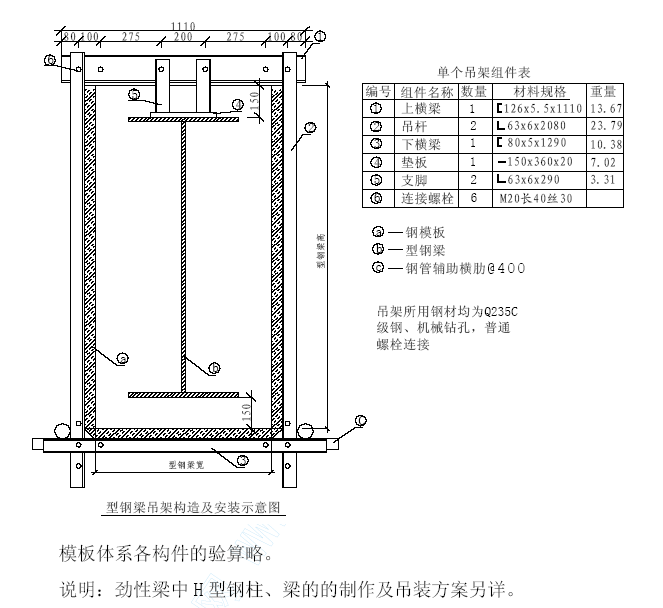 1110
80 100 275 200 275 100 80
①
⑥
⑤
④
150
②
型钢梁高
ⓐ
ⓑ
150
ⓒ
型钢梁宽
③
型钢梁吊架构造及安装示意图
单个吊架组件表
编号 组件名称 数量 材料规格 重量
① 上横梁 1 [126x5.5x1110 13.67
② 吊杆 2 L63x6x2080 23.79
③ 下横梁 1 [ 80x5x1290 10.38
④ 垫板 1 —150x360x20 7.02
⑤ 支脚 2 L63x6x290 3.31
⑥ 连接螺栓 6 M20长40丝30
ⓐ—钢模板
ⓑ—型钢梁
ⓒ—钢管辅助横肋@400
吊架所用钢材均为Q235C
级钢、机械钻孔，普通
螺栓连接
模板体系各构件的验算略。
说明：劲性梁中 H 型钢柱、梁的的制作及吊装方案另详。